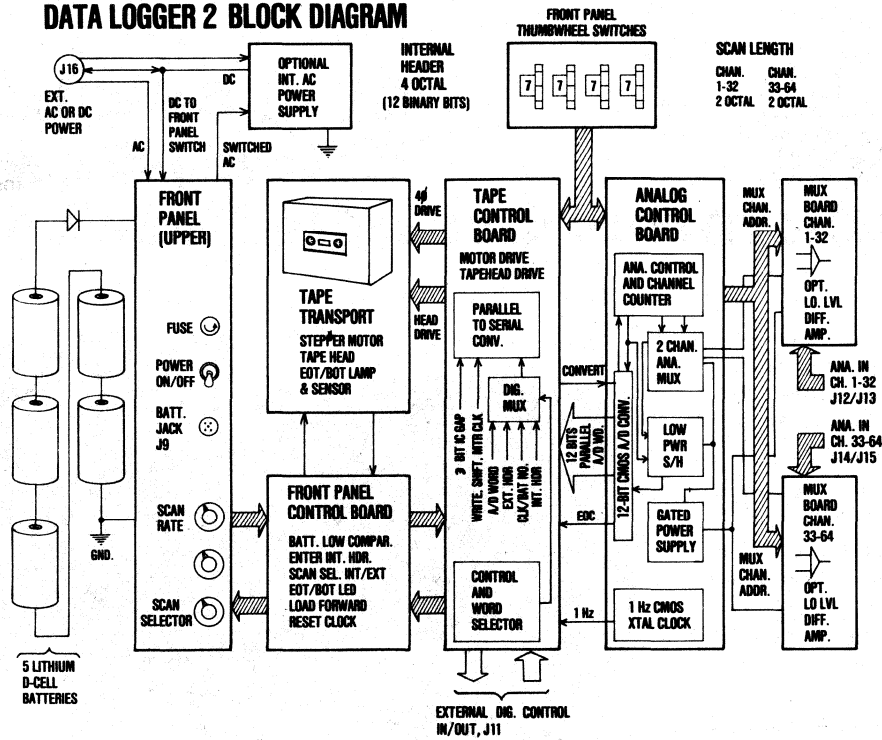 DATA LOGGER 2 BLOCK DIAGRAM
FRONT PANEL
THUMBWHEEL SWITCHES
7 7 7 7
INTERNAL
HEADER
4 OCTAL
(12 BINARY BITS)
SCAN LENGTH
CHAN. CHAN.
1-32 33-64
2 OCTAL 2 OCTAL
J16
EXT.
AC OR DC
POWER
DC
OPTIONAL
INT. AC
POWER
SUPPLY
DC TO
FRONT
PANEL
SWITCH
AC
SWITCHED
AC
FRONT
PANEL
(UPPER)
FUSE
POWER
ON/OFF
BATT.
JACK
J9
SCAN
RATE
SCAN
SELECTOR
GND.
5 LITHIUM
D-CELL
BATTERIES
TAPE
TRANSPORT
STEPPER MOTOR
TAPE HEAD
EOT/BOT LAMP
& SENSOR
FRONT PANEL
CONTROL BOARD
BATT. LOW COMPAR.
ENTER INT. HDR.
SCAN SEL. INT/EXT
EOT/BOT LED
LOAD FORWARD
RESET CLOCK
4φ
DRIVE
HEAD
DRIVE
TAPE
CONTROL
BOARD
MOTOR DRIVE
TAPEHEAD DRIVE
PARALLEL
TO SERIAL
CONV.
DIG.
MUX
3 BIT IC GAP
WRITE, SHIFT, MTR CLK
A/D WORD
EXT. HDR
CLK/BAT NO.
INT. HDR
CONTROL
AND
WORD
SELECTOR
EXTERNAL DIG. CONTROL
IN/OUT, J11
CONVERT
12 BITS
PARALLEL
A/D WD.
EOC
1 Hz
ANALOG
CONTROL
BOARD
ANA. CONTROL
AND CHANNEL
COUNTER
2 CHAN.
ANA.
MUX
12-BIT CMOS A/D CONV.
LOW
PWR
S/H
GATED
POWER
SUPPLY
1 Hz CMOS
XTAL CLOCK
MUX
CHAN.
ADDR.
MUX
CHAN.
ADDR.
MUX
BOARD
CHAN.
1-32
OPT.
LO. LVL
DIFF.
AMP.
ANA. IN
CH. 1-32
J12/J13
ANA. IN
CH. 33-64
J14/J15
MUX
BOARD
CHAN.
33-64
OPT.
LO LVL
DIFF.
AMP.